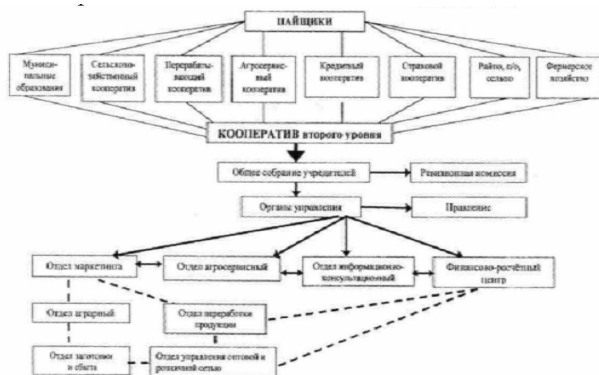 ПАЙЩИКИ
Муници-
пальные
образования
Сельскохо-
зяйственный
кооператив
Перерабаты-
вающий
кооператив
Агросервис-
ный
кооператив
Кредитный
кооператив
Страховой
кооператив
Райпо, п/о,
сельпо
Фермерское
хозяйство
КООПЕРАТИВ второго уровня
Общее собрание учредителей
Ревизионная комиссия
Органы управления
Правление
Отдел маркетинга
Отдел агросервисный
Отдел информационно-
консультационный
Финансово-расчётный
центр
Отдел аграрный
Отдел переработки
продукции
Отдел заготовки
и сбыта
Отдел управления оптовой и
розничной сетью